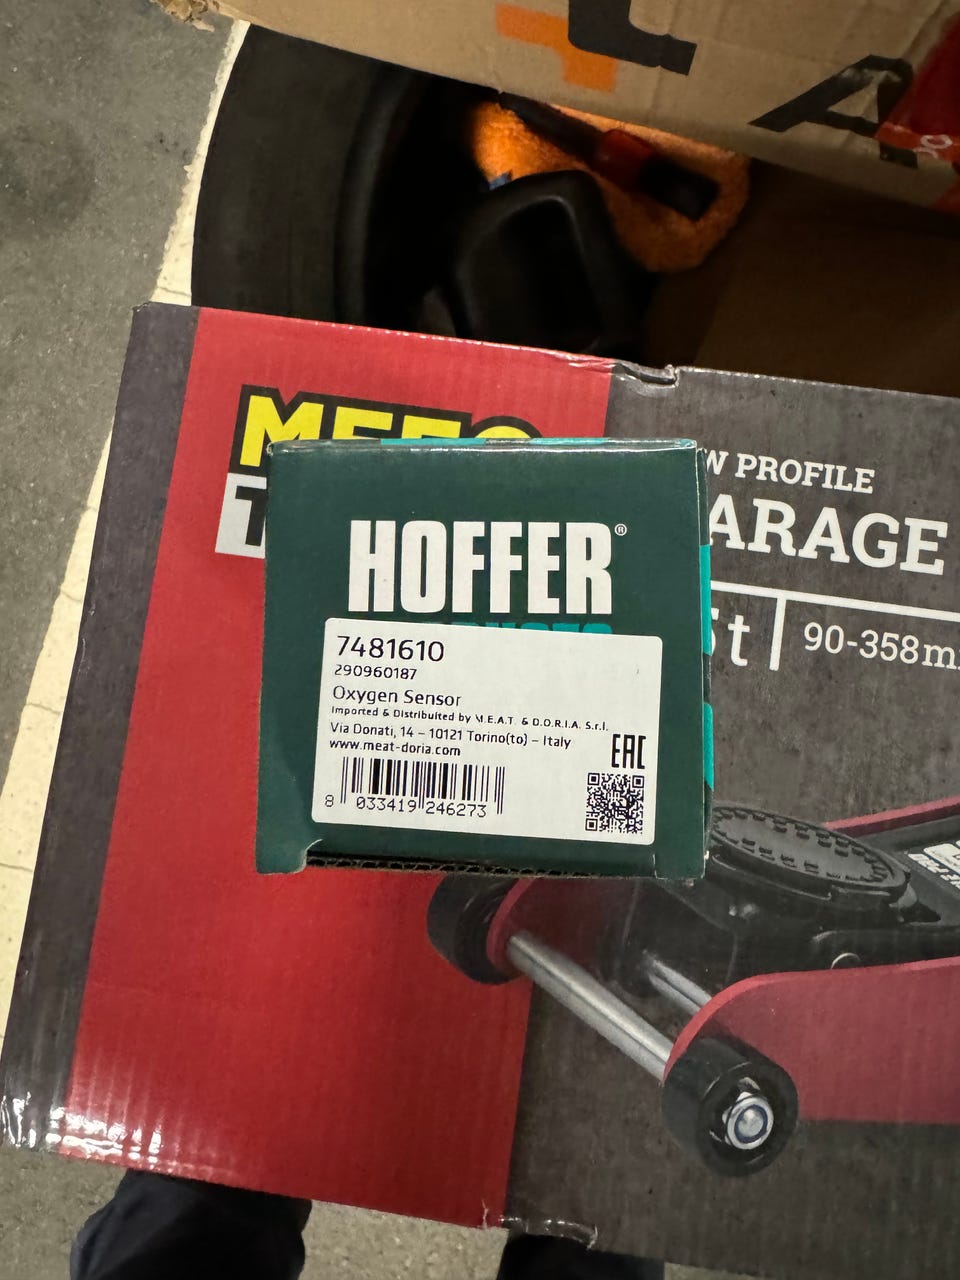 W PROFILE
ARAGE
t
90-358m
HOFFER®
7481610
290960187
Oxygen Sensor
Imported & Distributed by M.E.A.T. & D.O.R.I.A. S.r.l.
Via Donati, 14 – 10121 Torino(to) – Italy
www.meat-doria.com
EAC
8 033419 246273